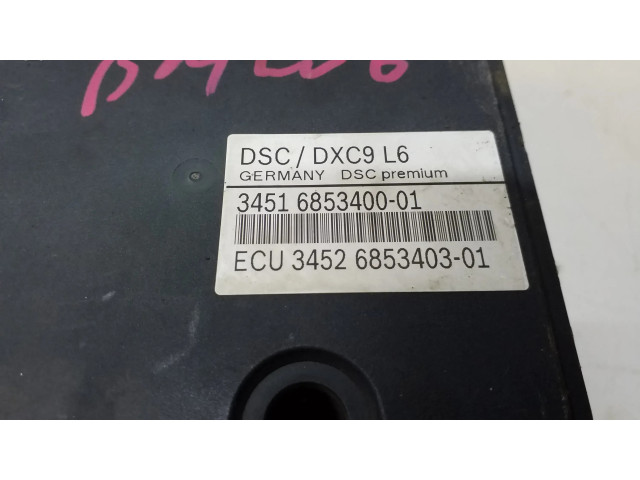 DSC / DXC9 L6
GERMANY DSC premium
3451 6853400-01
ECU 3452 6853403-01